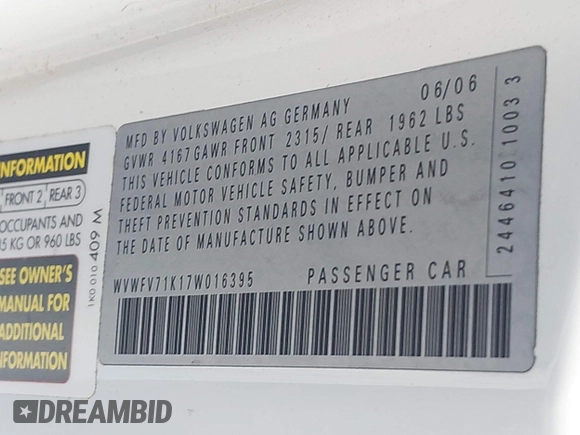 MFD BY VOLKSWAGEN AG GERMANY 06/06
GVWR 4167 GAWR FRONT 2315/ REAR 1962 LBS
THIS VEHICLE CONFORMS TO ALL APPLICABLE U.S.
FEDERAL MOTOR VEHICLE SAFETY, BUMPER AND
THEFT PREVENTION STANDARDS IN EFFECT ON
THE DATE OF MANUFACTURE SHOWN ABOVE.
WVWFV71K17W016395 PASSENGER CAR
2446410 1003 3
INFORMATION
FRONT 2 REAR 3
OCCUPANTS AND
KG OR 960 LBS
SEE OWNER'S
MANUAL FOR
ADDITIONAL
INFORMATION
1K0 010 409 M
DREAMBID